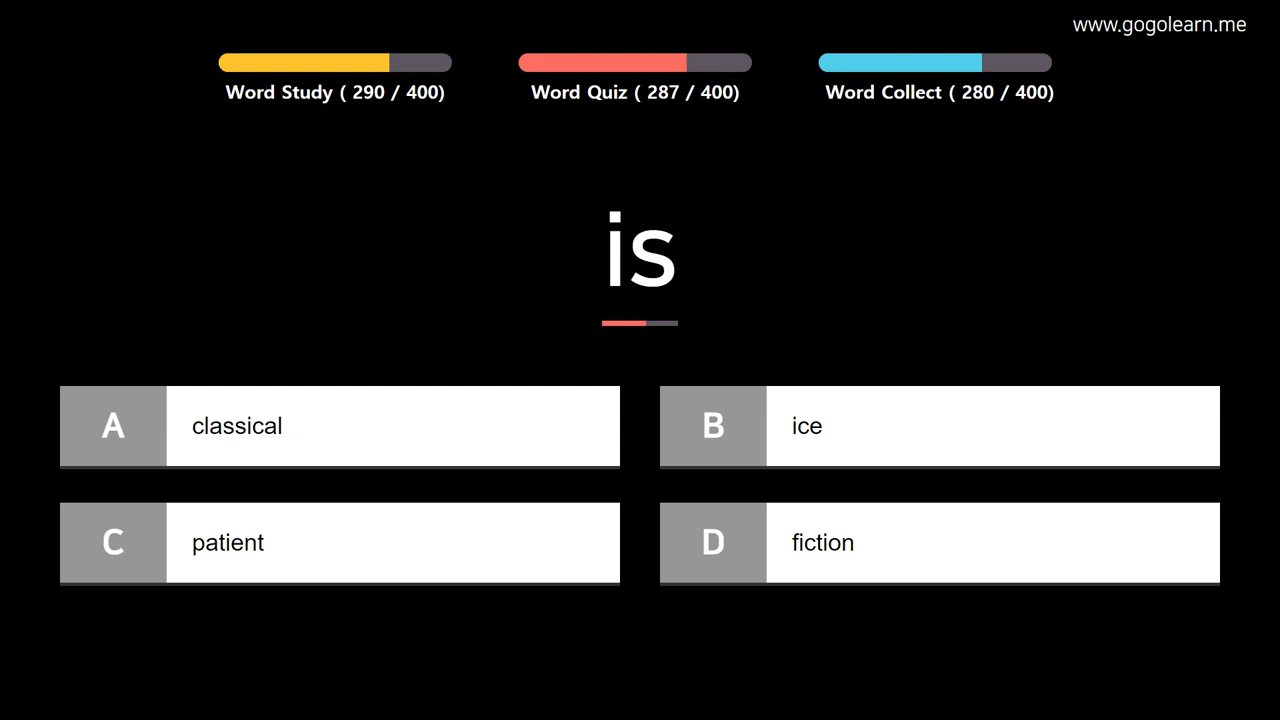 www.gogolearn.me
Word Study ( 290 / 400)
Word Quiz ( 287 / 400)
Word Collect ( 280 / 400)
is
A classical
B ice
C patient
D fiction